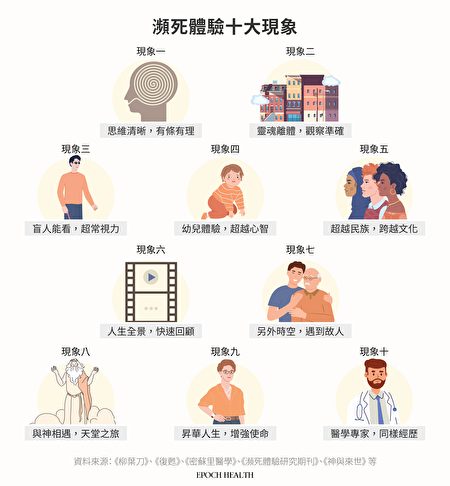 瀕死體驗十大現象
現象一
思維清晰，有條有理
現象二
靈魂離體，觀察準確
現象三
盲人能看，超常視力
現象四
幼兒體驗，超越心智
現象五
超越民族，跨越文化
現象六
人生全景，快速回顧
現象七
另外時空，遇到故人
現象八
與神相遇，天堂之旅
現象九
昇華人生，增強使命
現象十
醫學專家，同樣經歷
資料來源：《柳葉刀》、《復甦》、《密蘇里醫學》、《瀕死體驗研究期刊》、《神與來世》等
EPOCH HEALTH